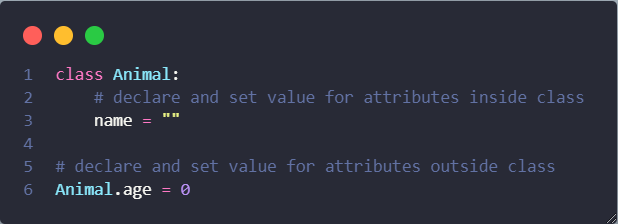 1 class Animal:
2     # declare and set value for attributes inside class
3     name = ""
4
5 # declare and set value for attributes outside class
6 Animal.age = 0